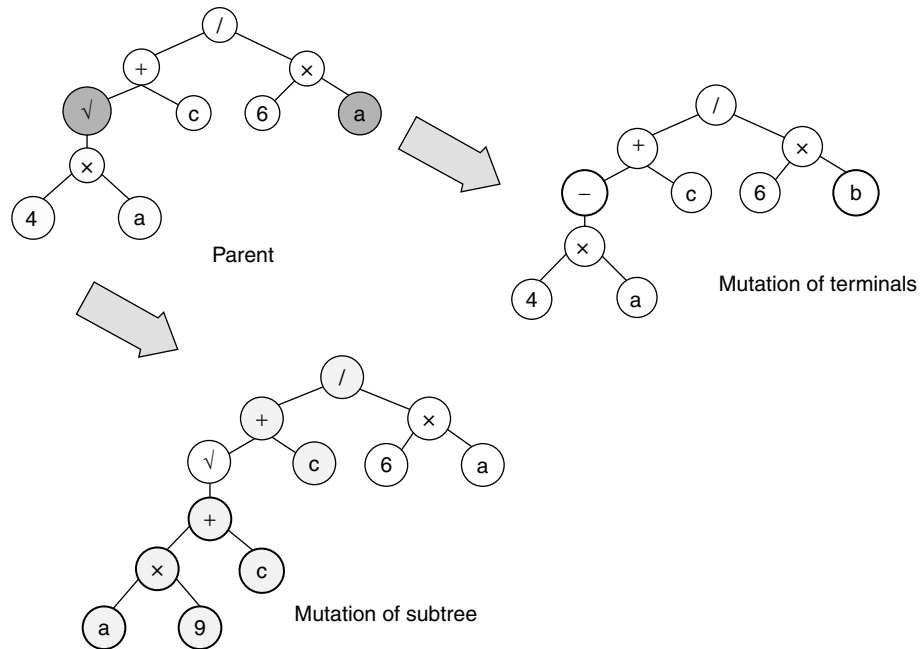 /
+ ×
√ c 6 a
×
4 a
Parent
/
+ ×
− c 6 b
×
4 a
Mutation of terminals
/
+ ×
√ c 6 a
+
× c
a 9
Mutation of subtree